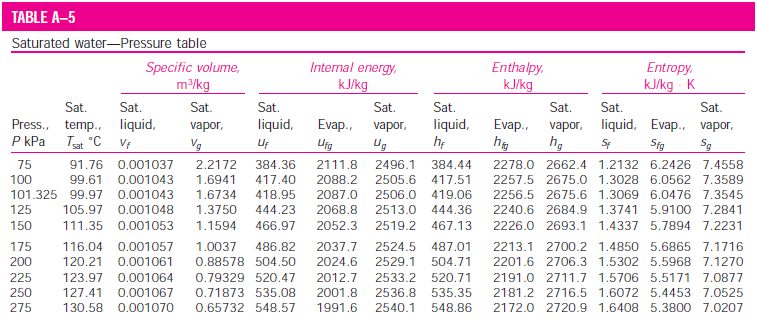 TABLE A–5
Saturated water—Pressure table
Specific volume, Internal energy, Enthalpy, Entropy,
m³/kg kJ/kg kJ/kg kJ/kg · K
Sat. Sat. Sat. Sat. Sat. Sat. Sat. Sat. Sat.
Press., temp., liquid, vapor, liquid, Evap., vapor, liquid, Evap., vapor, liquid, Evap., vapor,
P kPa Tsat °C vf vg uf ufg ug hf hfg hg sf sfg sg
75 91.76 0.001037 2.2172 384.36 2111.8 2496.1 384.44 2278.0 2662.4 1.2132 6.2426 7.4558
100 99.61 0.001043 1.6941 417.40 2088.2 2505.6 417.51 2257.5 2675.0 1.3028 6.0562 7.3589
101.325 99.97 0.001043 1.6734 418.95 2087.0 2506.0 419.06 2256.5 2675.6 1.3069 6.0476 7.3545
125 105.97 0.001048 1.3750 444.23 2068.8 2513.0 444.36 2240.6 2684.9 1.3741 5.9100 7.2841
150 111.35 0.001053 1.1594 466.97 2052.3 2519.2 467.13 2226.0 2693.1 1.4337 5.7894 7.2231
175 116.04 0.001057 1.0037 486.82 2037.7 2524.5 487.01 2213.1 2700.2 1.4850 5.6865 7.1716
200 120.21 0.001061 0.88578 504.50 2024.6 2529.1 504.71 2201.6 2706.3 1.5302 5.5968 7.1270
225 123.97 0.001064 0.79329 520.47 2012.7 2533.2 520.71 2191.0 2711.7 1.5706 5.5171 7.0877
250 127.41 0.001067 0.71873 535.08 2001.8 2536.8 535.35 2181.2 2716.5 1.6072 5.4453 7.0525
275 130.58 0.001070 0.65732 548.57 1991.6 2540.1 548.86 2172.0 2720.9 1.6408 5.3800 7.0207